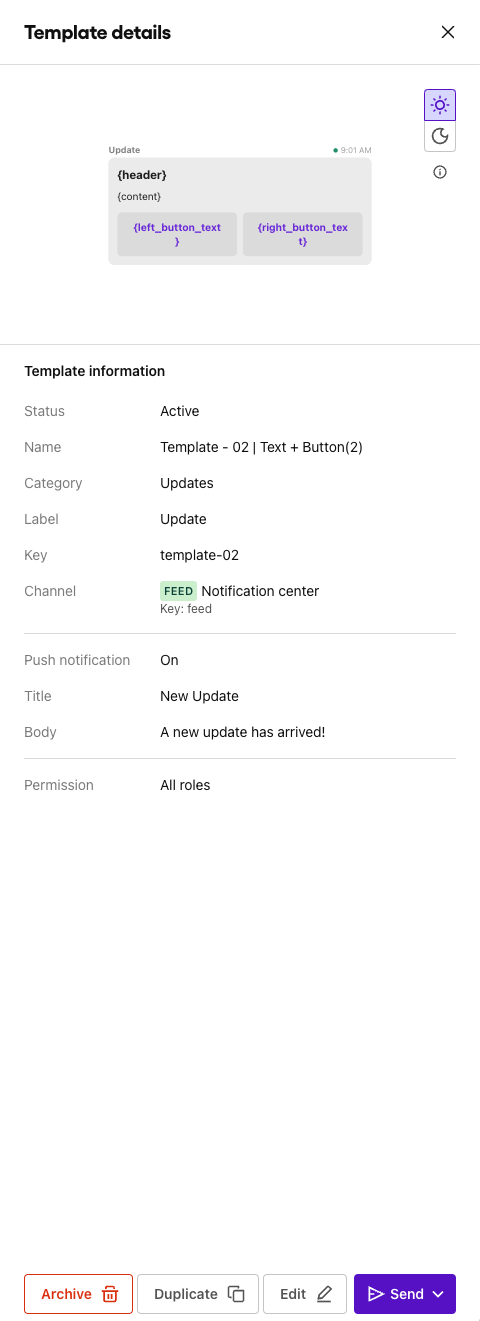 Template details
Update 9:01 AM
{header}
{content}
{left_button_text
}
{right_button_tex
t}
Template information
Status Active
Name Template - 02 | Text + Button(2)
Category Updates
Label Update
Key template-02
Channel FEED Notification center
Key: feed
Push notification On
Title New Update
Body A new update has arrived!
Permission All roles
Archive Duplicate Edit Send